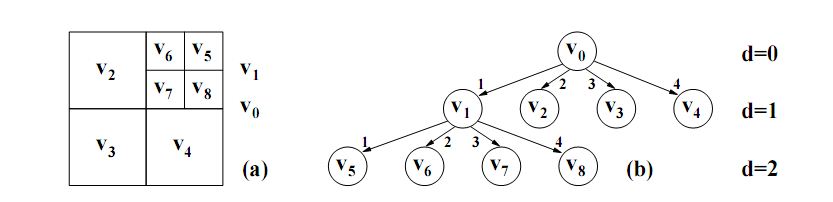 v6 v5
v2
v7 v8
v1
v0
v3 v4
(a)
v0 d=0
1 2 3 4
v1 v2 v3 v4 d=1
1 2 3 4
v5 v6 v7 v8 (b) d=2